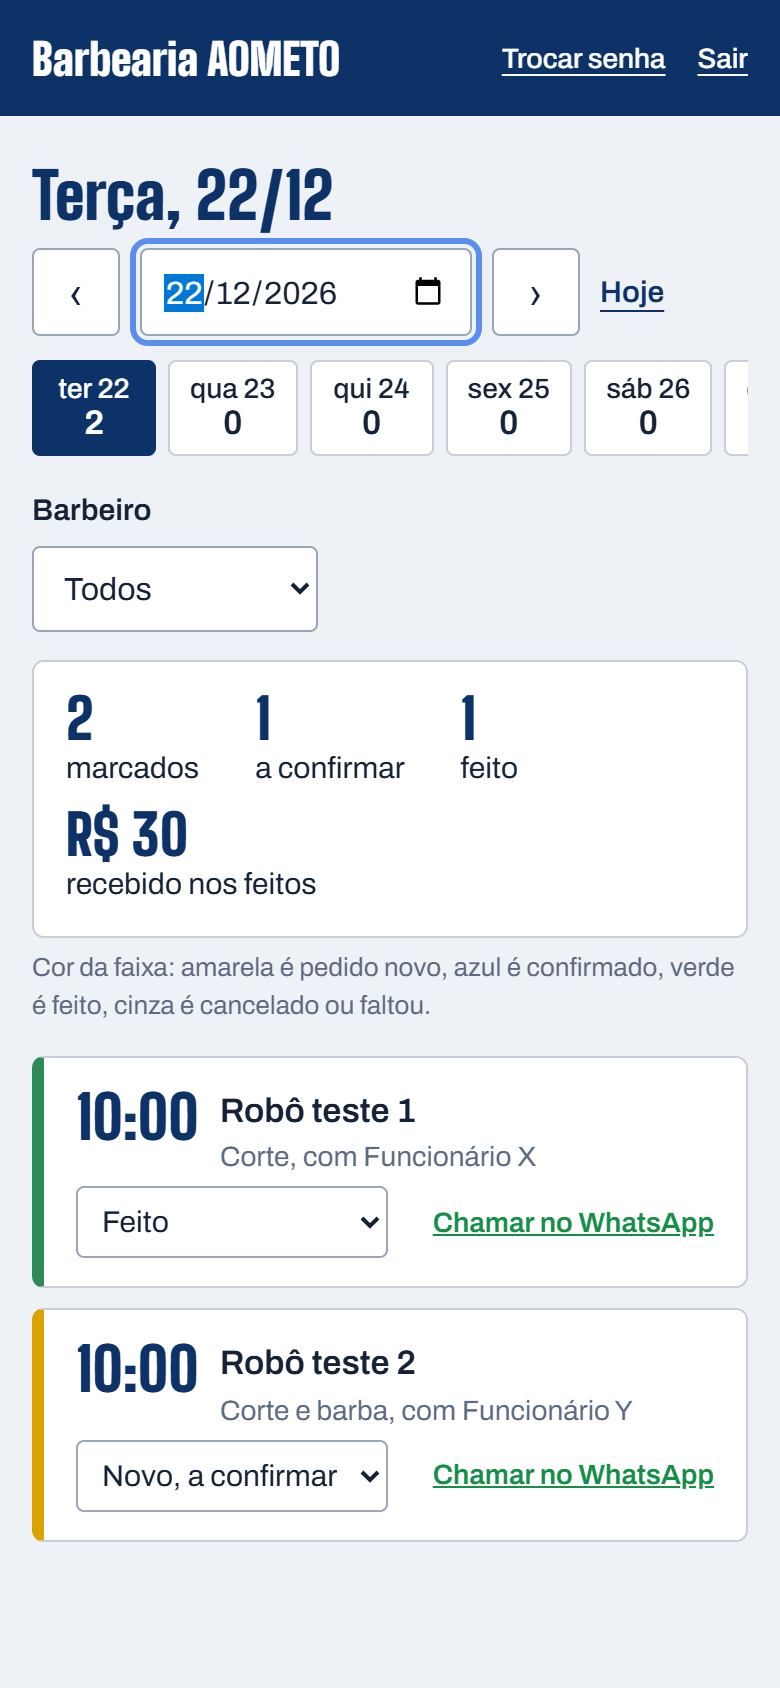 Barbearia AOMETO
Trocar senha
Sair
Terça, 22/12
‹
22/12/2026
›
Hoje
ter 22
2
qua 23
0
qui 24
0
sex 25
0
sáb 26
0
Barbeiro
Todos
2
marcados
1
a confirmar
1
feito
R$ 30
recebido nos feitos
Cor da faixa: amarela é pedido novo, azul é confirmado, verde
é feito, cinza é cancelado ou faltou.
10:00
Robô teste 1
Corte, com Funcionário X
Feito
Chamar no WhatsApp
10:00
Robô teste 2
Corte e barba, com Funcionário Y
Novo, a confirmar
Chamar no WhatsApp